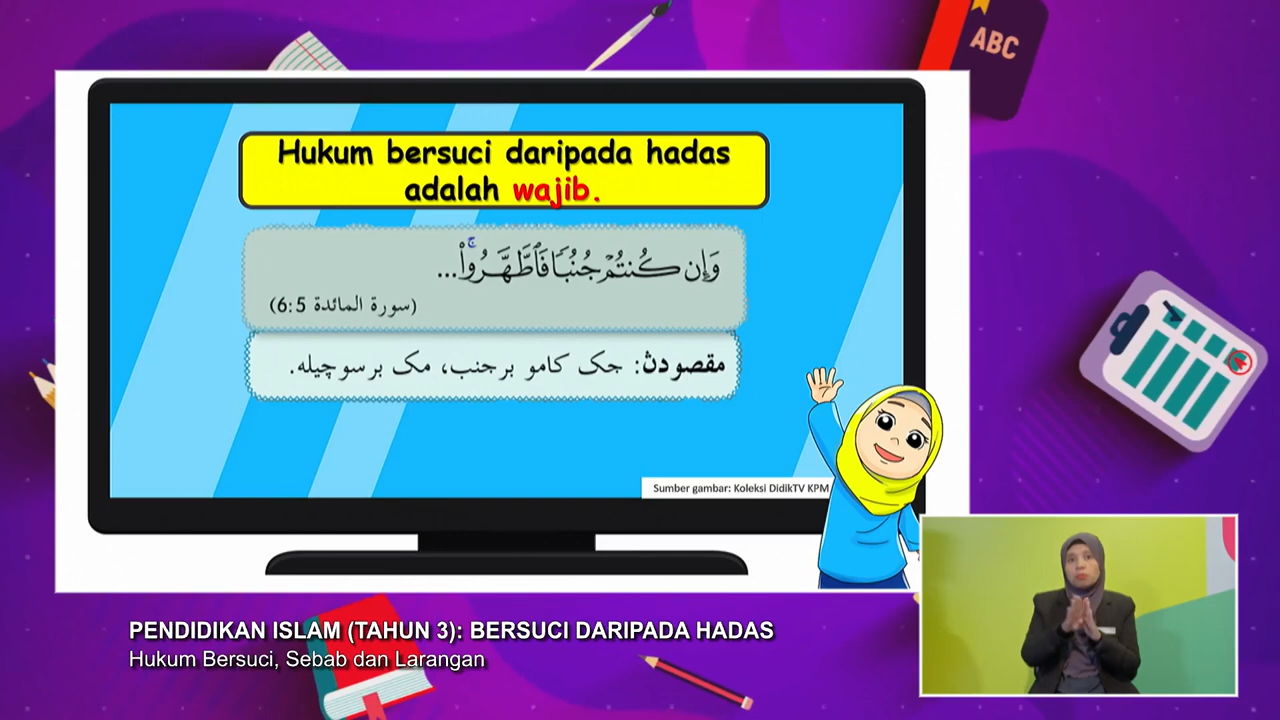 ABC
Hukum bersuci daripada hadas
adalah wajib.
وَإِن كُنتُمْ جُنُبًا فَٱطَّهَّرُوا۟ۚ...
(سورة المائدة 6:5)
مقصودڽ: جک کامو برجنب، مک برسوچيله.
Sumber gambar: Koleksi DidikTV KPM
PENDIDIKAN ISLAM (TAHUN 3): BERSUCI DARIPADA HADAS
Hukum Bersuci, Sebab dan Larangan